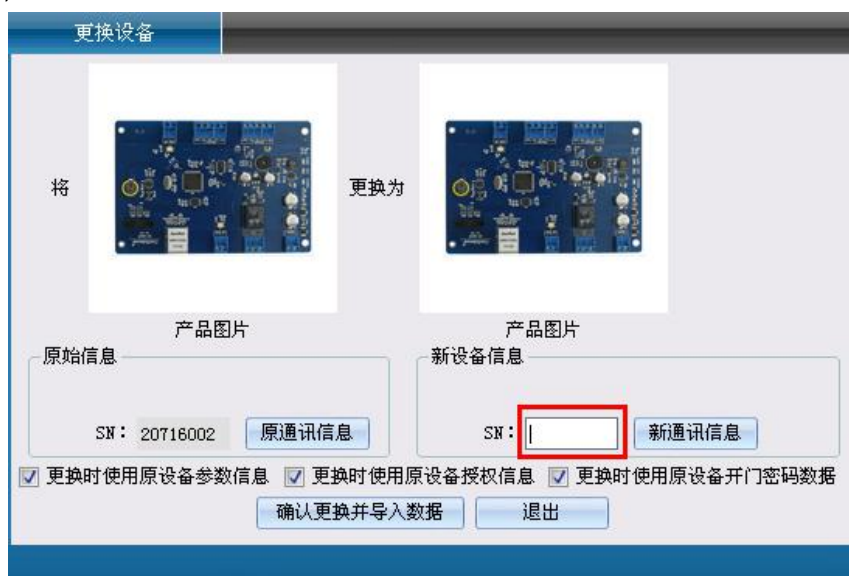 更换设备
将
更换为
产品图片
产品图片
原始信息
新设备信息
SN: 20716002 原通讯信息
SN: 新通讯信息
更换时使用原设备参数信息 更换时使用原设备授权信息 更换时使用原设备开门密码数据
确认更换并导入数据 退出